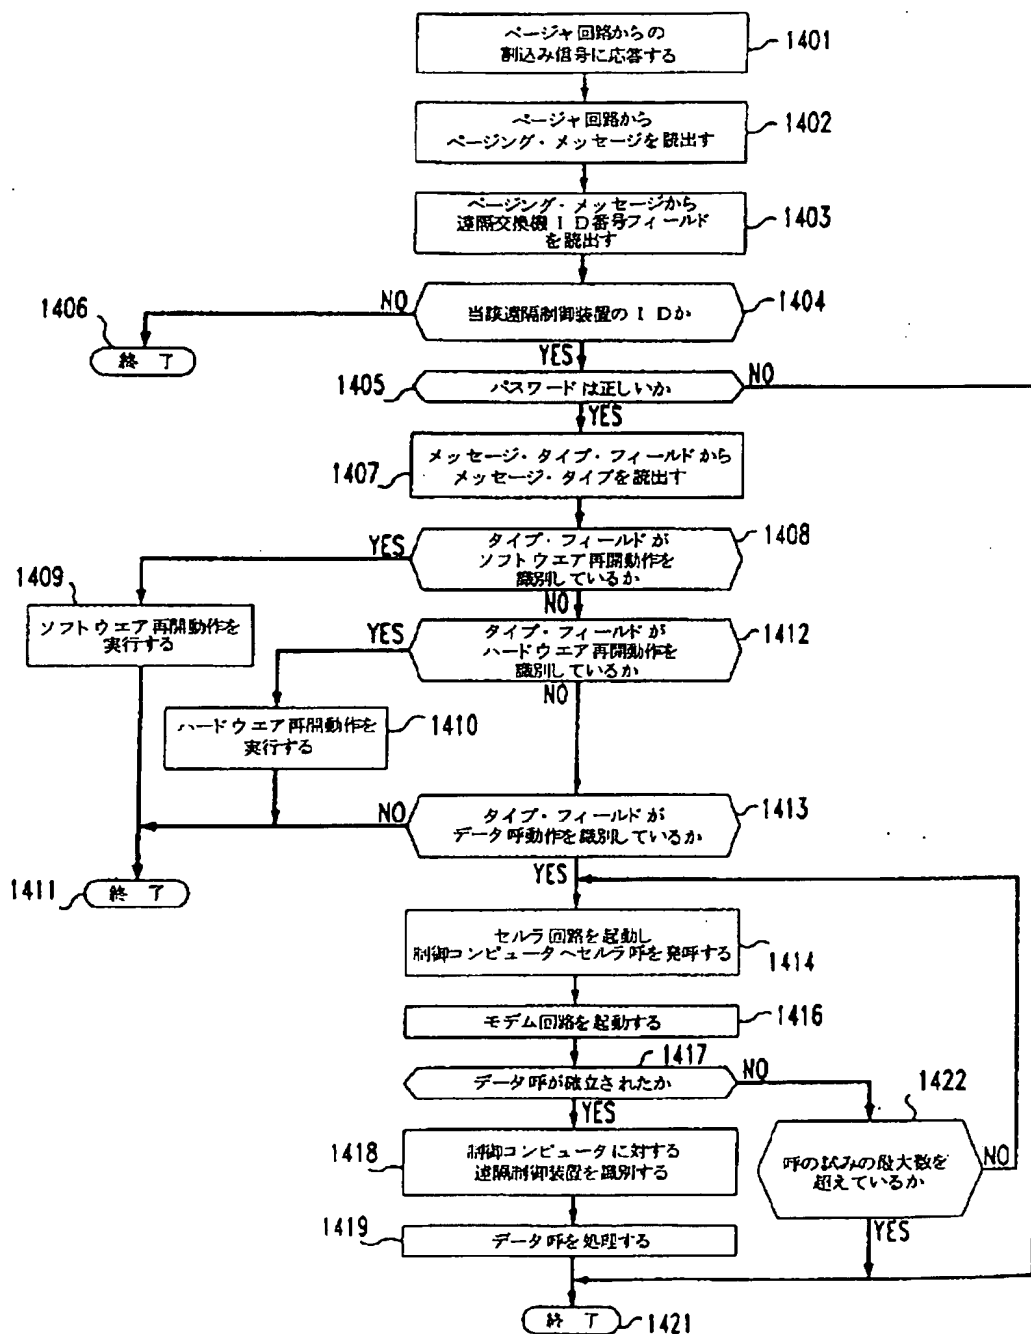 ページャ回路からの
割込み信号に応答する
1401
ページャ回路から
ページング・メッセージを読出す
1402
ページング・メッセージから
遠隔交換機ID番号フィールド
を読出す
1403
NO
1406
当該遠隔制御装置のIDか
1404
終了
YES
1405
パスワードは正しいか
NO
YES
メッセージ・タイプ・フィールドから
メッセージ・タイプを読出す
1407
YES
タイプ・フィールドが
ソフトウエア再開動作を
識別しているか
1408
1409
NO
ソフトウエア再開動作を
実行する
YES
タイプ・フィールドが
ハードウエア再開動作を
識別しているか
1412
NO
ハードウエア再開動作を
実行する
1410
NO
タイプ・フィールドが
データ呼動作を識別しているか
1413
YES
1411
終了
セルラ回路を起動し
制御コンピュータへセルラ呼を発呼する
1414
モデム回路を起動する
1416
1417
データ呼が確立されたか
NO
1422
YES
1418
制御コンピュータに対する
遠隔制御装置を識別する
呼の試みの最大数を
超えているか
NO
1419
データ呼を処理する
YES
終了
1421